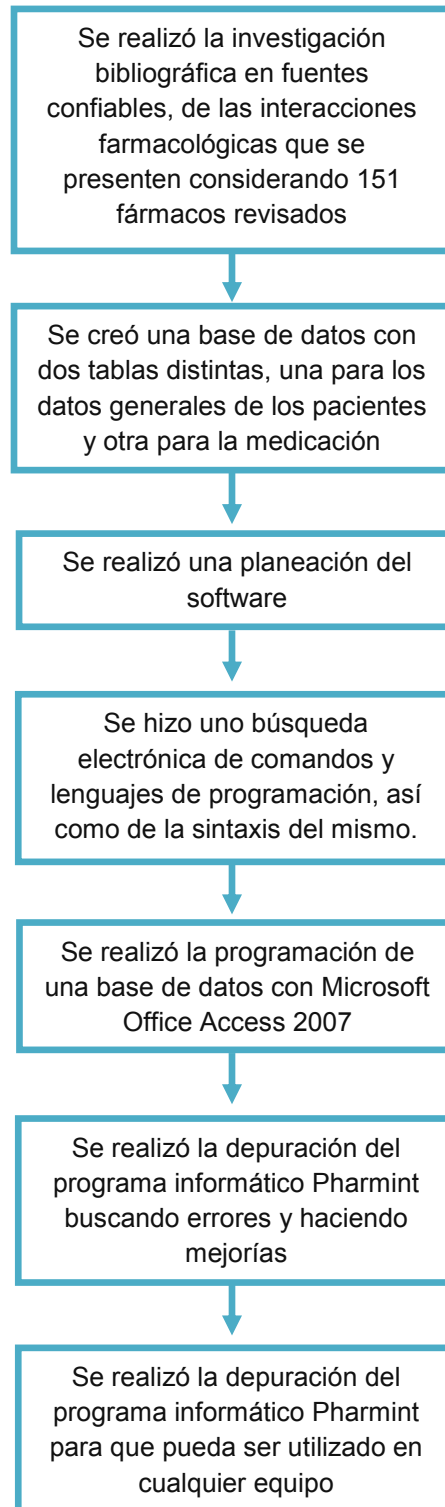 Se realizó la investigación
bibliográfica en fuentes
confiables, de las interacciones
farmacológicas que se
presenten considerando 151
fármacos revisados
Se creó una base de datos con
dos tablas distintas, una para los
datos generales de los pacientes
y otra para la medicación
Se realizó una planeación del
software
Se hizo uno búsqueda
electrónica de comandos y
lenguajes de programación, así
como de la sintaxis del mismo.
Se realizó la programación de
una base de datos con Microsoft
Office Access 2007
Se realizó la depuración del
programa informático Pharmint
buscando errores y haciendo
mejorías
Se realizó la depuración del
programa informático Pharmint
para que pueda ser utilizado en
cualquier equipo